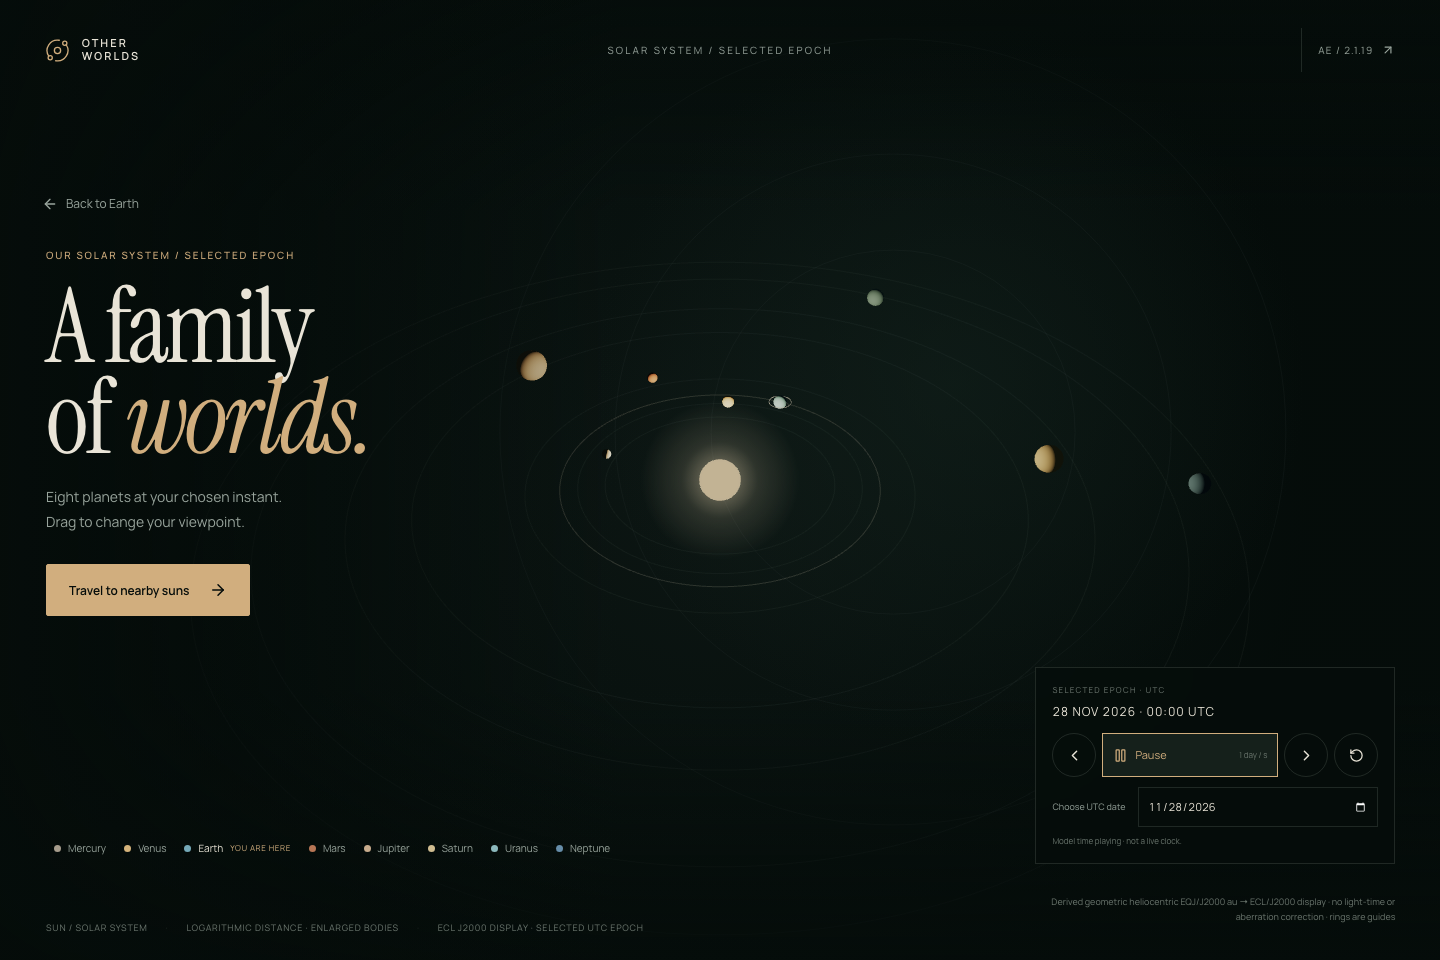 OTHER
WORLDS
SOLAR SYSTEM / SELECTED EPOCH
AE / 2.1.19
Back to Earth
OUR SOLAR SYSTEM / SELECTED EPOCH
A family
of worlds.
Eight planets at your chosen instant.
Drag to change your viewpoint.
Travel to nearby suns
SELECTED EPOCH · UTC
28 NOV 2026 · 00:00 UTC
Pause
1 day / s
Choose UTC date
11/28/2026
Model time playing · not a live clock.
Mercury
Venus
Earth YOU ARE HERE
Mars
Jupiter
Saturn
Uranus
Neptune
Derived geometric heliocentric EQJ/J2000 au → ECL/J2000 display · no light-time or
aberration correction · rings are guides
SUN / SOLAR SYSTEM
LOGARITHMIC DISTANCE · ENLARGED BODIES
ECL J2000 DISPLAY · SELECTED UTC EPOCH